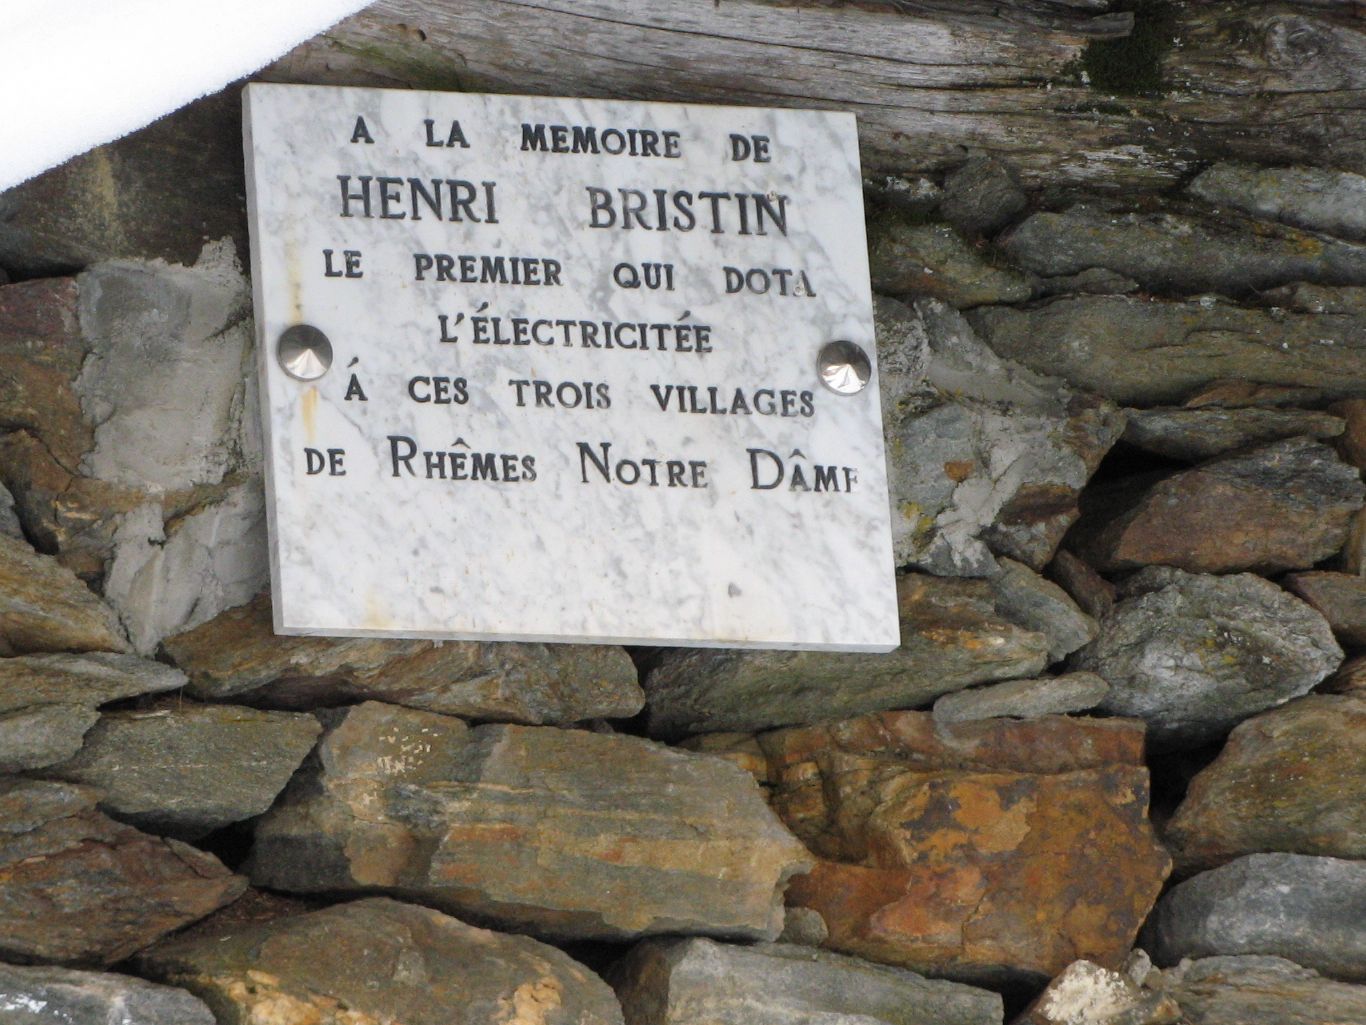 A LA MEMOIRE DE
HENRI BRISTIN
LE PREMIER QUI DOTA
L'ÉLECTRICITÉE
Á CES TROIS VILLAGES
DE RHÊMES NOTRE DÂME